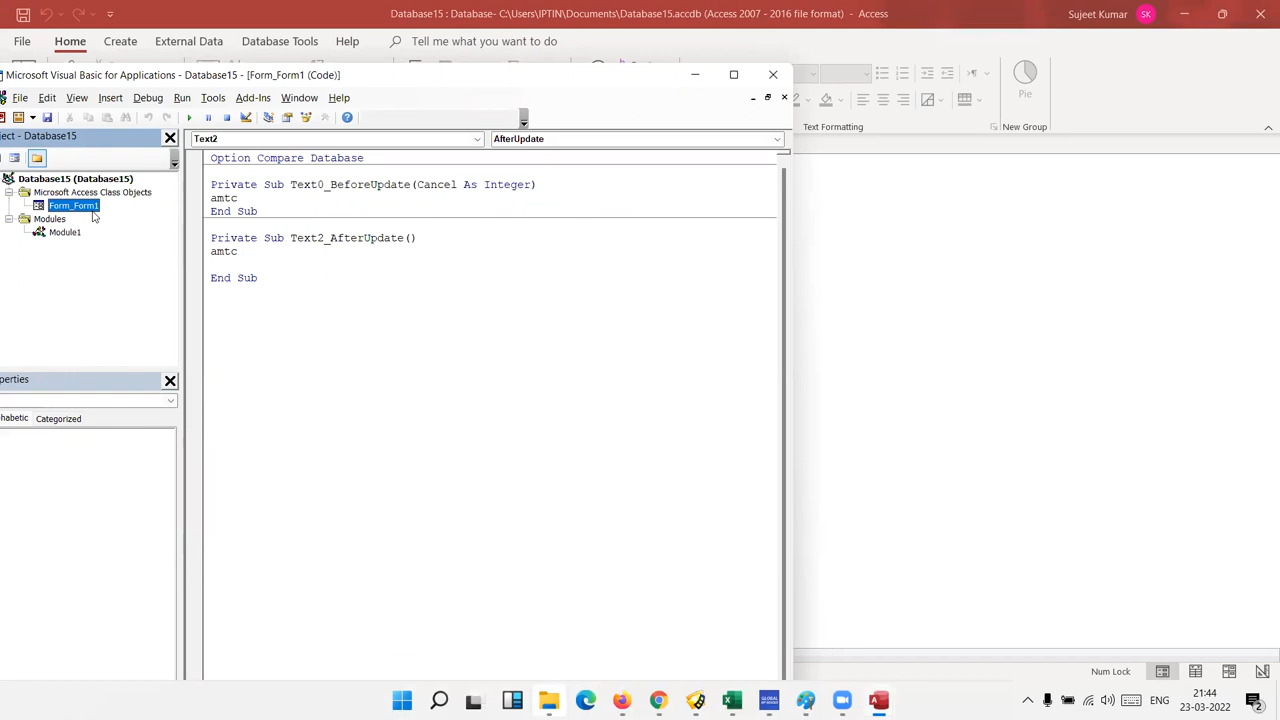 Database15 : Database- C:\Users\IPTIN\Documents\Database15.accdb (Access 2007 - 2016 file format) - Access
Sujeet Kumar
SK
File Home Create External Data Database Tools Help Tell me what you want to do
Microsoft Visual Basic for Applications - Database15 - [Form_Form1 (Code)]
File Edit View Insert Debug Tools Add-Ins Window Help
Pie
Text Formatting
New Group
ject - Database15
Text2
AfterUpdate
Database15 (Database15)
Microsoft Access Class Objects
Form_Form1
Modules
Module1
Option Compare Database
Private Sub Text0_BeforeUpdate(Cancel As Integer)
amtc
End Sub
Private Sub Text2_AfterUpdate()
amtc
End Sub
perties
habetic Categorized
Num Lock
ENG
21:44
23-03-2022
2